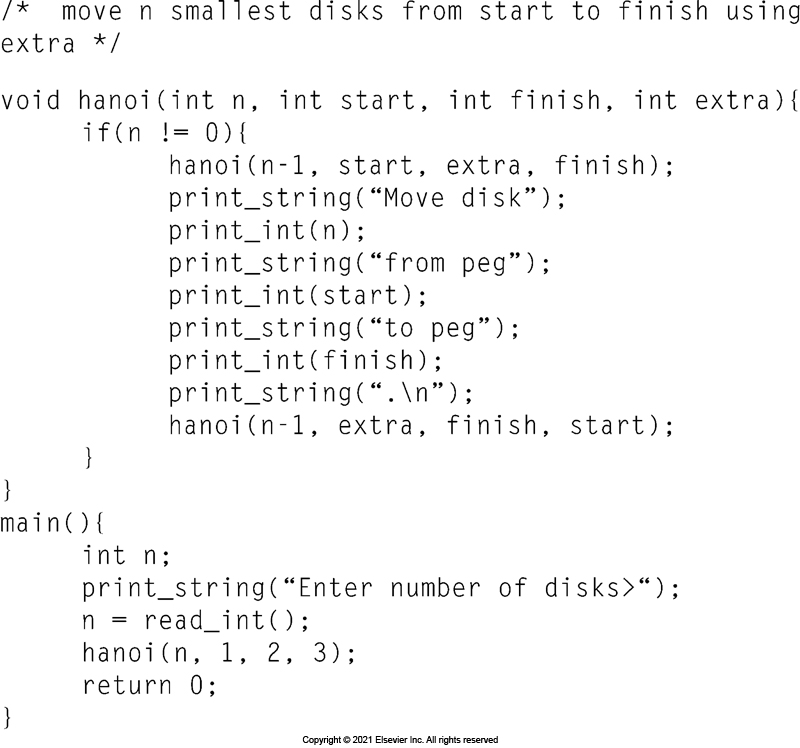 /*  move n smallest disks from start to finish using
extra */

void hanoi(int n, int start, int finish, int extra){
     if(n != 0){
          hanoi(n-1, start, extra, finish);
          print_string(“Move disk”);
          print_int(n);
          print_string(“from peg”);
          print_int(start);
          print_string(“to peg”);
          print_int(finish);
          print_string(“.\n”);
          hanoi(n-1, extra, finish, start);
     }
}
main(){
     int n;
     print_string(“Enter number of disks>“);
     n = read_int();
     hanoi(n, 1, 2, 3);
     return 0;
}
Copyright © 2021 Elsevier Inc. All rights reserved